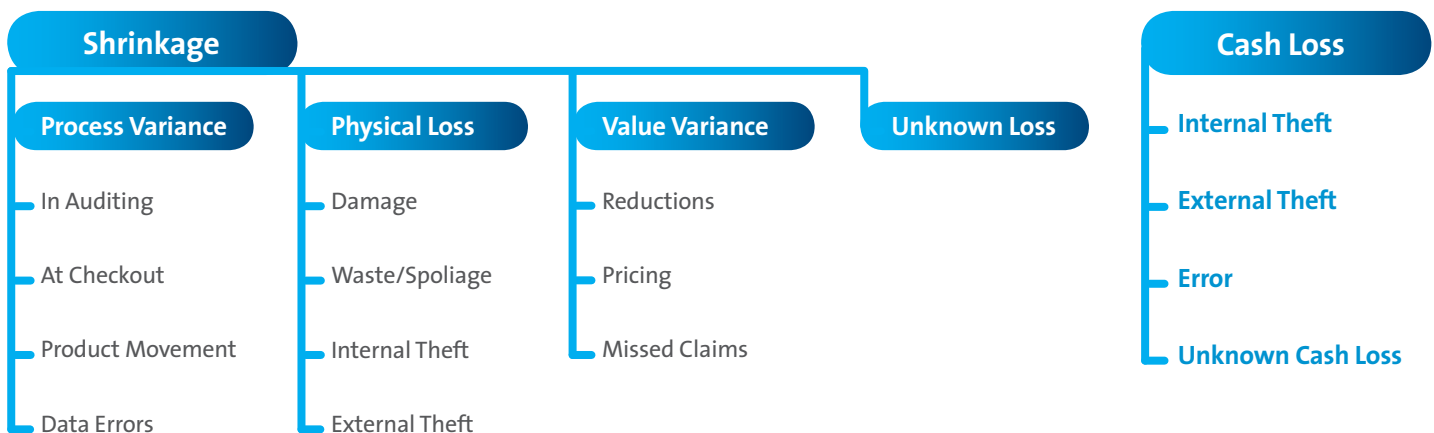 Shrinkage
Process Variance
In Auditing
At Checkout
Product Movement
Data Errors
Physical Loss
Damage
Waste/Spoliage
Internal Theft
External Theft
Value Variance
Reductions
Pricing
Missed Claims
Unknown Loss
Cash Loss
Internal Theft
External Theft
Error
Unknown Cash Loss